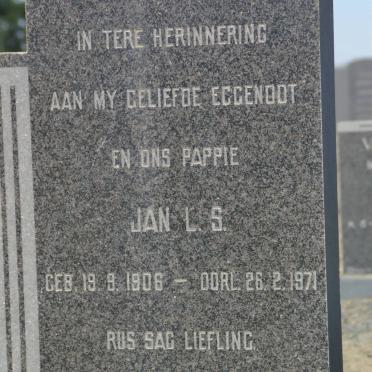 IN TERE HERINNERING
AAN MY GELIEFDE EGGENOOT
EN ONS PAPPIE
JAN L. S.
GEB. 19.9.1906 — OORL. 26.2.1971
RUS SAG LIEFLING